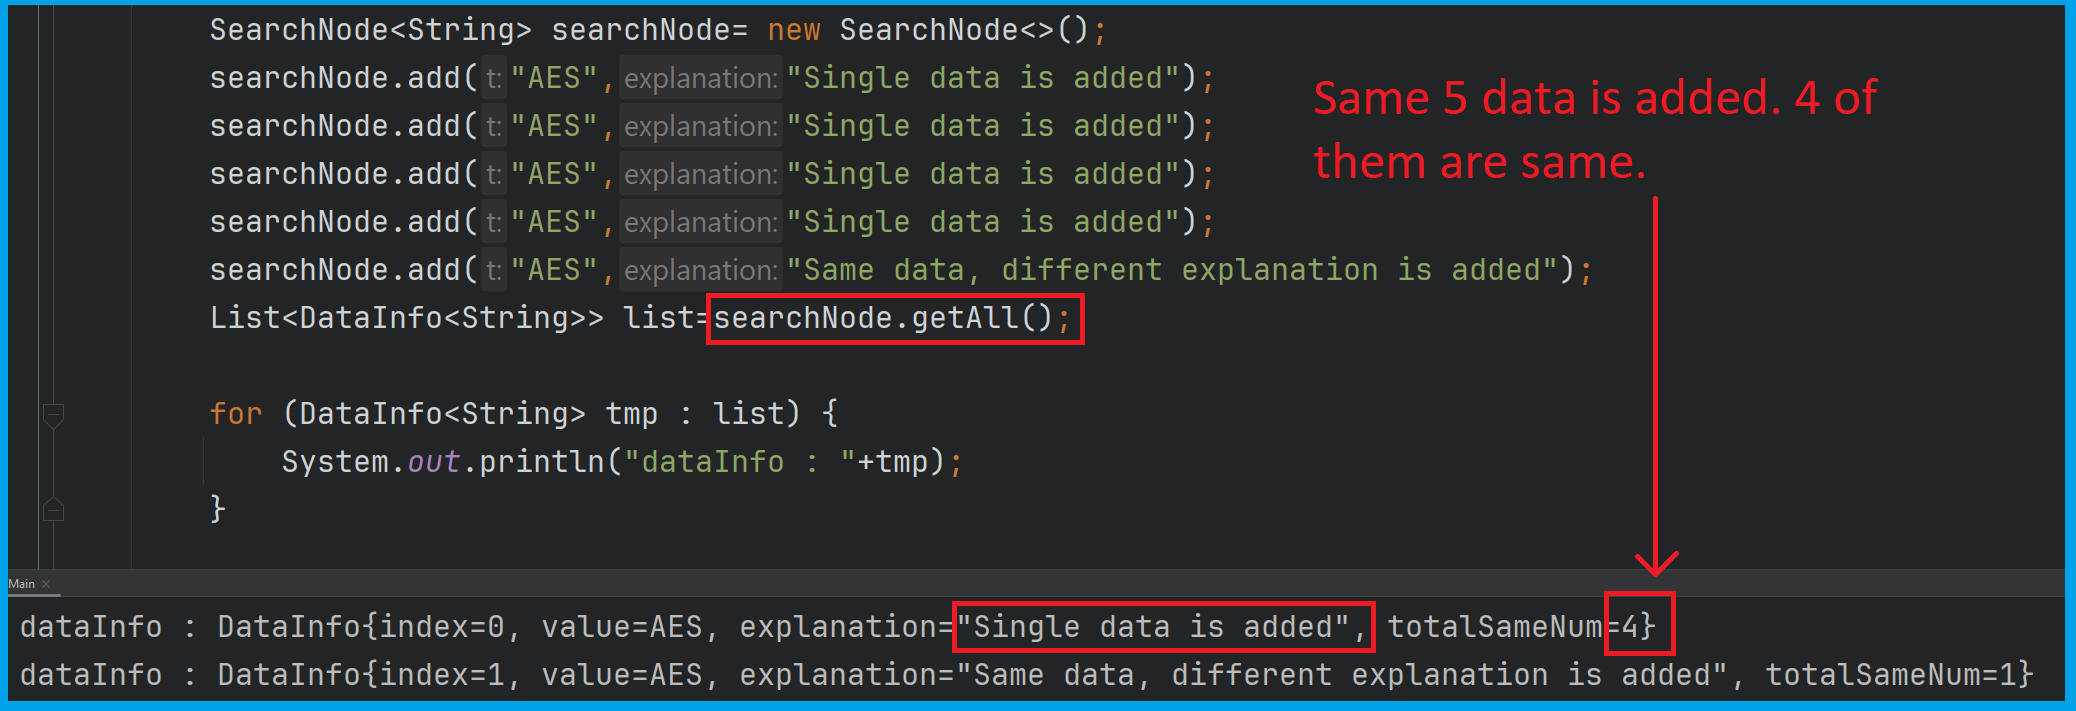 SearchNode<String> searchNode= new SearchNode<>();
searchNode.add( t: "AES", explanation: "Single data is added");
searchNode.add( t: "AES", explanation: "Single data is added");
searchNode.add( t: "AES", explanation: "Single data is added");
searchNode.add( t: "AES", explanation: "Single data is added");
searchNode.add( t: "AES", explanation: "Same data, different explanation is added");
List<DataInfo<String>> list=searchNode.getAll();
for (DataInfo<String> tmp : list) {
System.out.println("dataInfo : "+tmp);
}
Same 5 data is added. 4 of
them are same.
Main ×
dataInfo : DataInfo{index=0, value=AES, explanation="Single data is added", totalSameNum=4}
dataInfo : DataInfo{index=1, value=AES, explanation="Same data, different explanation is added", totalSameNum=1}